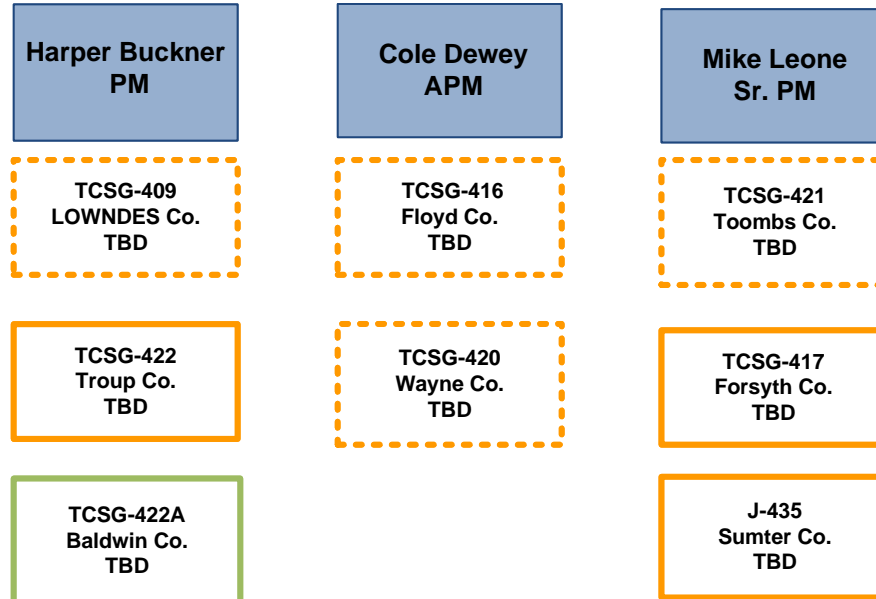 Harper Buckner
PM
Cole Dewey
APM
Mike Leone
Sr. PM
TCSG-409
LOWNDES Co.
TBD
TCSG-416
Floyd Co.
TBD
TCSG-421
Toombs Co.
TBD
TCSG-422
Troup Co.
TBD
TCSG-420
Wayne Co.
TBD
TCSG-417
Forsyth Co.
TBD
TCSG-422A
Baldwin Co.
TBD
J-435
Sumter Co.
TBD